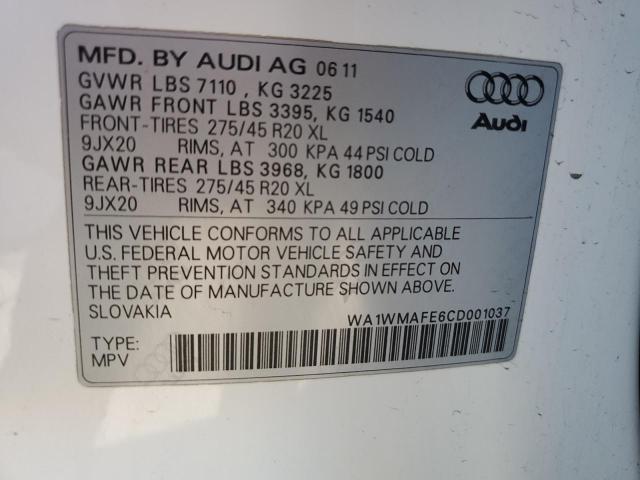 MFD. BY AUDI AG 06 11
GVWR LBS 7110 , KG 3225
GAWR FRONT LBS 3395, KG 1540
FRONT-TIRES 275/45 R20 XL
9JX20 RIMS, AT 300 KPA 44 PSI COLD
GAWR REAR LBS 3968, KG 1800
REAR-TIRES 275/45 R20 XL
9JX20 RIMS, AT 340 KPA 49 PSI COLD
Audi
THIS VEHICLE CONFORMS TO ALL APPLICABLE
U.S. FEDERAL MOTOR VEHICLE SAFETY AND
THEFT PREVENTION STANDARDS IN EFFECT ON
THE DATE OF MANUFACTURE SHOWN ABOVE.
SLOVAKIA WA1WMAFE6CD001037
TYPE:
MPV